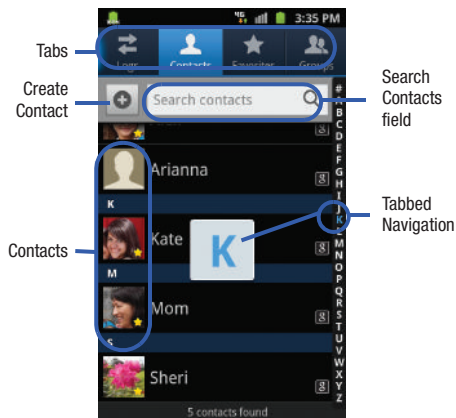 4G 3:35 PM
Tabs
Logs Contacts Favorites Groups
Create
Contact
Search contacts
Search
Contacts
field
#
A
B
C
D
E
F
G
H
I
J
K
L
M
N
O
P
Q
R
S
T
U
V
W
X
Y
Z
Arianna
g
K
Kate
g
K
Tabbed
Navigation
Contacts
M
Mom
g
S
Sheri
g
5 contacts found